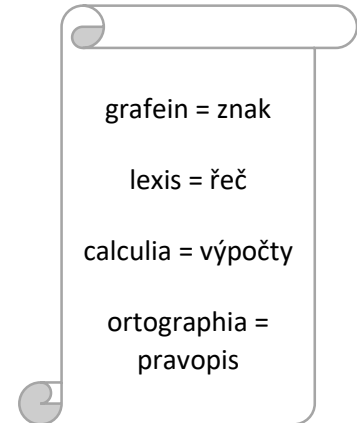 grafein = znak
lexis = řeč
calculia = výpočty
ortographia =
pravopis